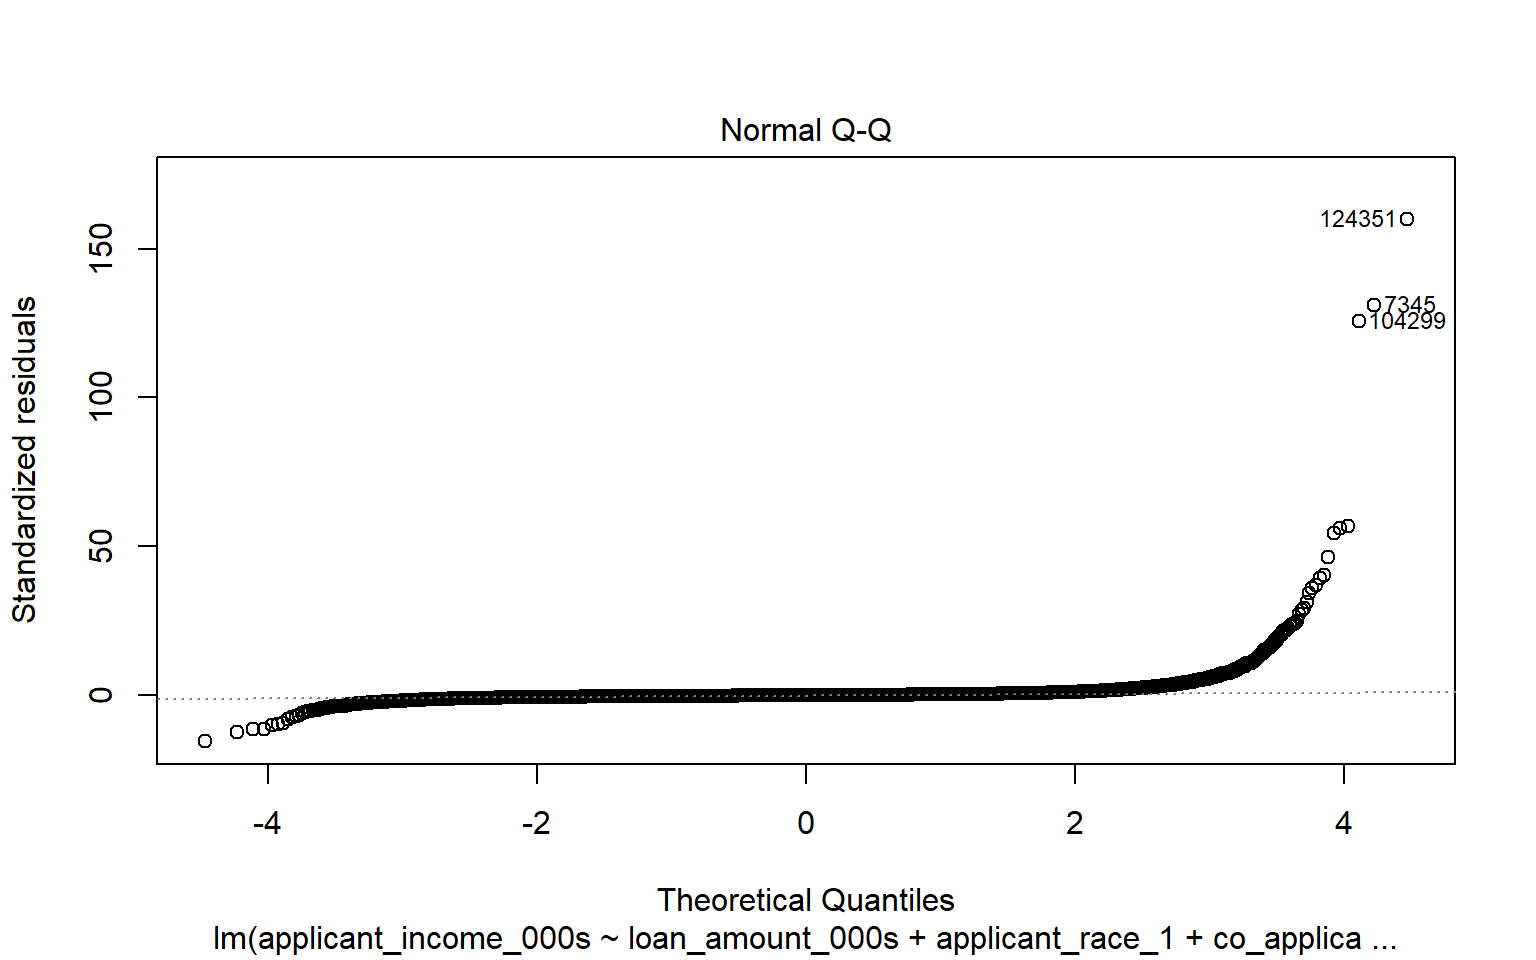 Normal Q-Q
124351
7345
104299
150
100
50
0
Standardized residuals
-4 -2 0 2 4
Theoretical Quantiles
lm(applicant_income_000s ~ loan_amount_000s + applicant_race_1 + co_applica ...